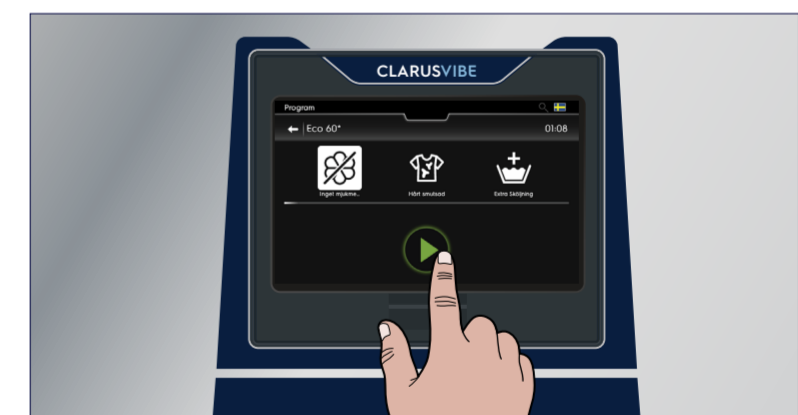 CLARUSVIBE
Program
Eco 60°
01:08
Inget mjukme...
Hårt smutsad
Extra Sköljning